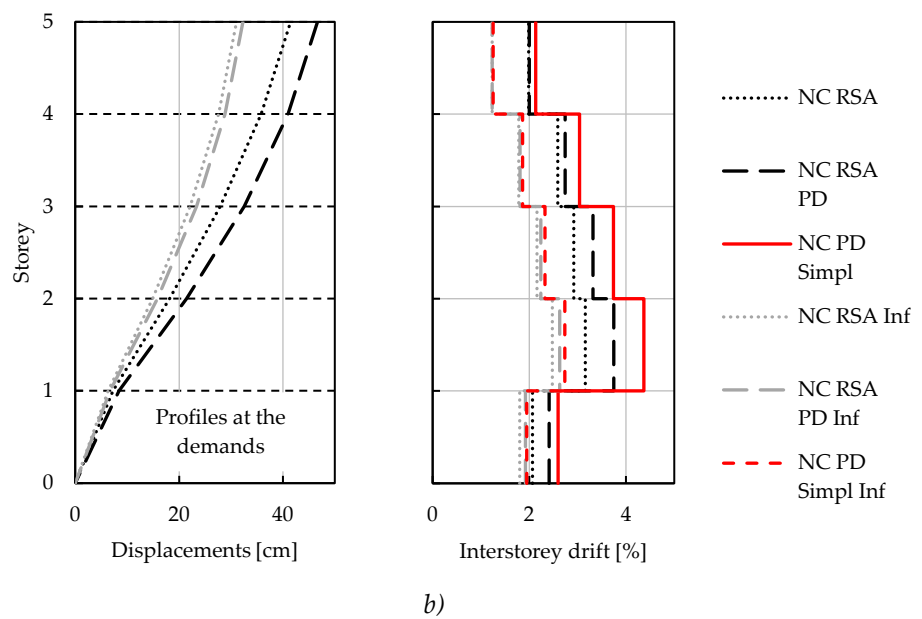 5
4
3
2
1
0
Storey
Profiles at the
demands
0
20
40
Displacements [cm]
0
2
4
Interstorey drift [%]
NC RSA
NC RSA
PD
NC PD
Simpl
NC RSA Inf
NC RSA
PD Inf
NC PD
Simpl Inf
b)